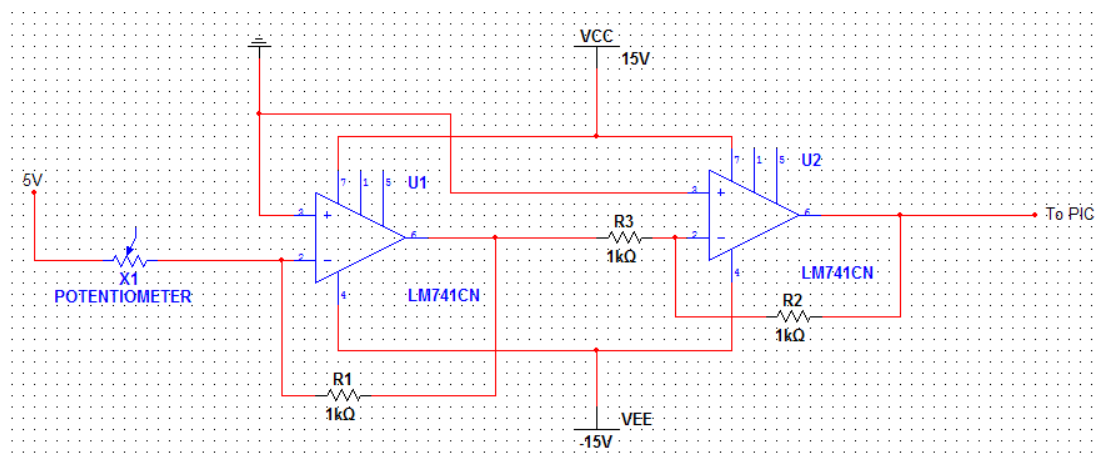 VCC
15V
5V
7
1
5
U1
3
+
6
2
−
4
X1
POTENTIOMETER
LM741CN
R3
1kΩ
7
1
5
U2
3
+
6
To PIC
2
−
4
LM741CN
R2
1kΩ
R1
1kΩ
VEE
-15V